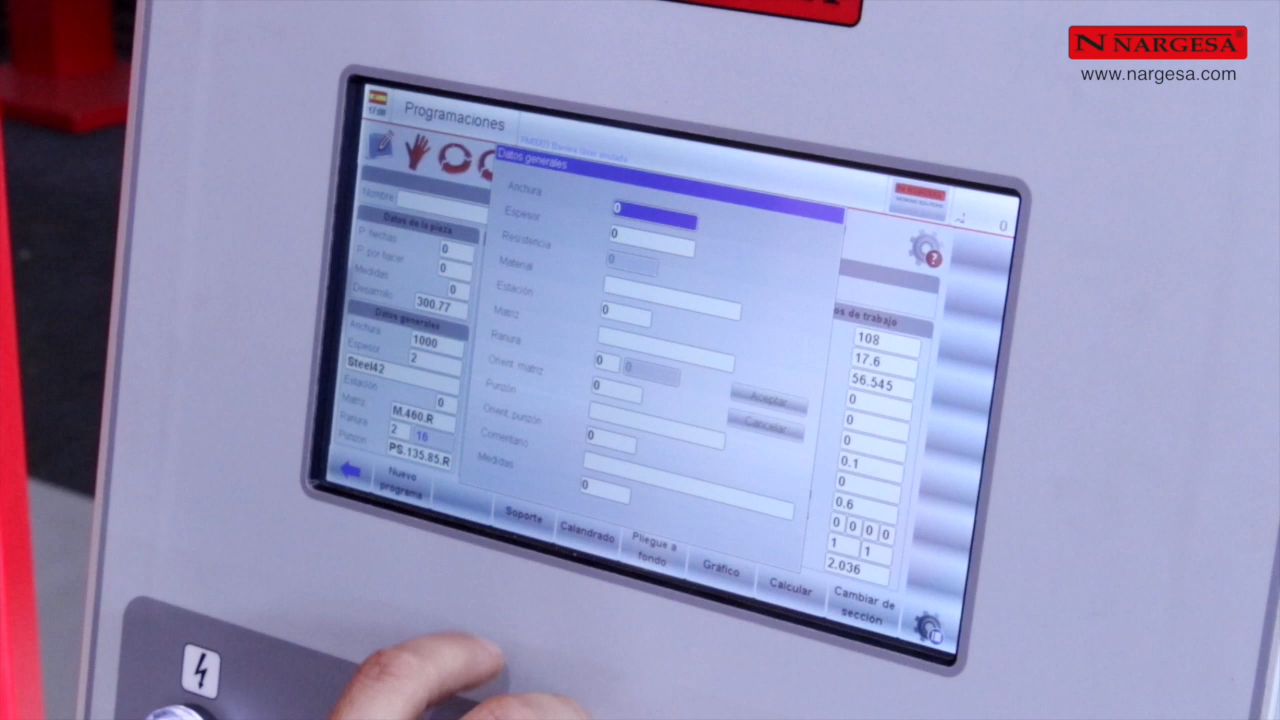 N NARGESA®
www.nargesa.com
17:08
Programaciones
Datos generales
0
Nombre
Datos de la pieza
P. hechas 0
P. por hacer 0
Medidas 0
Desarrollo 300.77
Datos generales
Anchura 1000
Espesor 2
Steel42
Estación 0
Matriz M.460.R
Ranura 2 16
Punzón PS.135.85.R
Anchura 0
Espesor 0
Resistencia 0
Material
Estación 0
Matriz
Ranura 0 0
Orient. matriz 0
Punzón
Orient. punzón 0
Comentario
Medidas 0
Aceptar
Cancelar
os de trabajo
108
17.6
56.545
0
0
0
0.1
0
0.6
0 0 0 0
1 1
2.036
Nuevo
programa
Soporte
Calandrado
Pliegue a
fondo
Gráfico
Calcular
Cambiar de
sección